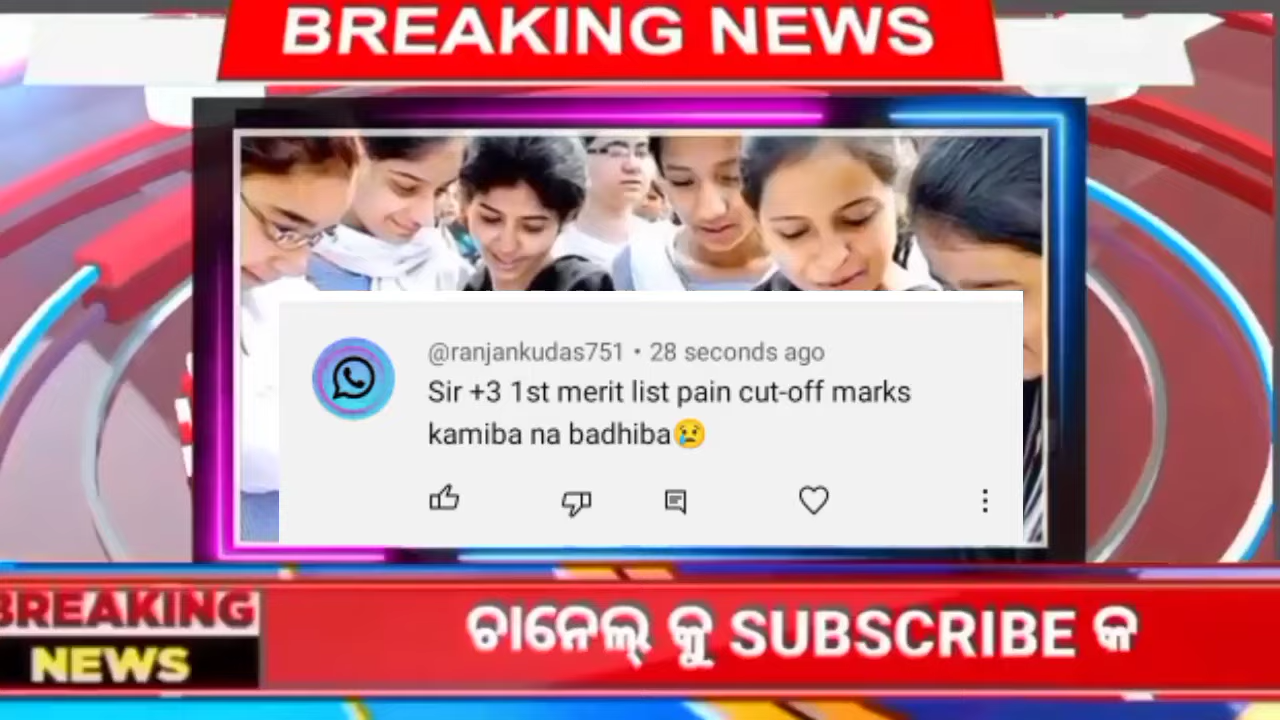 BREAKING NEWS
@ranjankudas751 • 28 seconds ago
Sir +3 1st merit list pain cut-off marks
kamiba na badhiba😢
BREAKING
NEWS
ଚାନେଲ୍ କୁ SUBSCRIBE କ